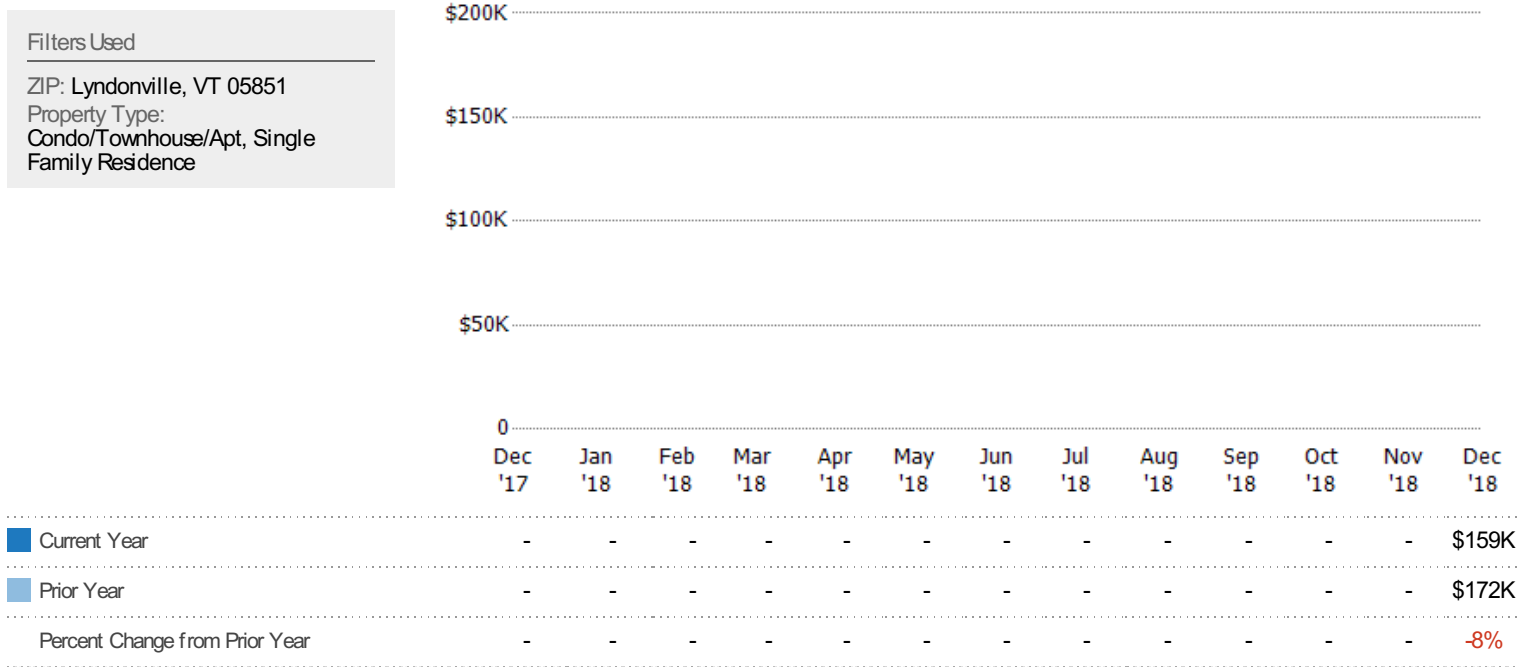 Filters Used
ZIP: Lyndonville, VT 05851
Property Type:
Condo/Townhouse/Apt, Single
Family Residence
$200K
$150K
$100K
$50K
0
Dec Jan Feb Mar Apr May Jun Jul Aug Sep Oct Nov Dec
'17 '18 '18 '18 '18 '18 '18 '18 '18 '18 '18 '18 '18
Current Year - - - - - - - - - - - - $159K
Prior Year - - - - - - - - - - - - $172K
Percent Change from Prior Year - - - - - - - - - - - - -8%